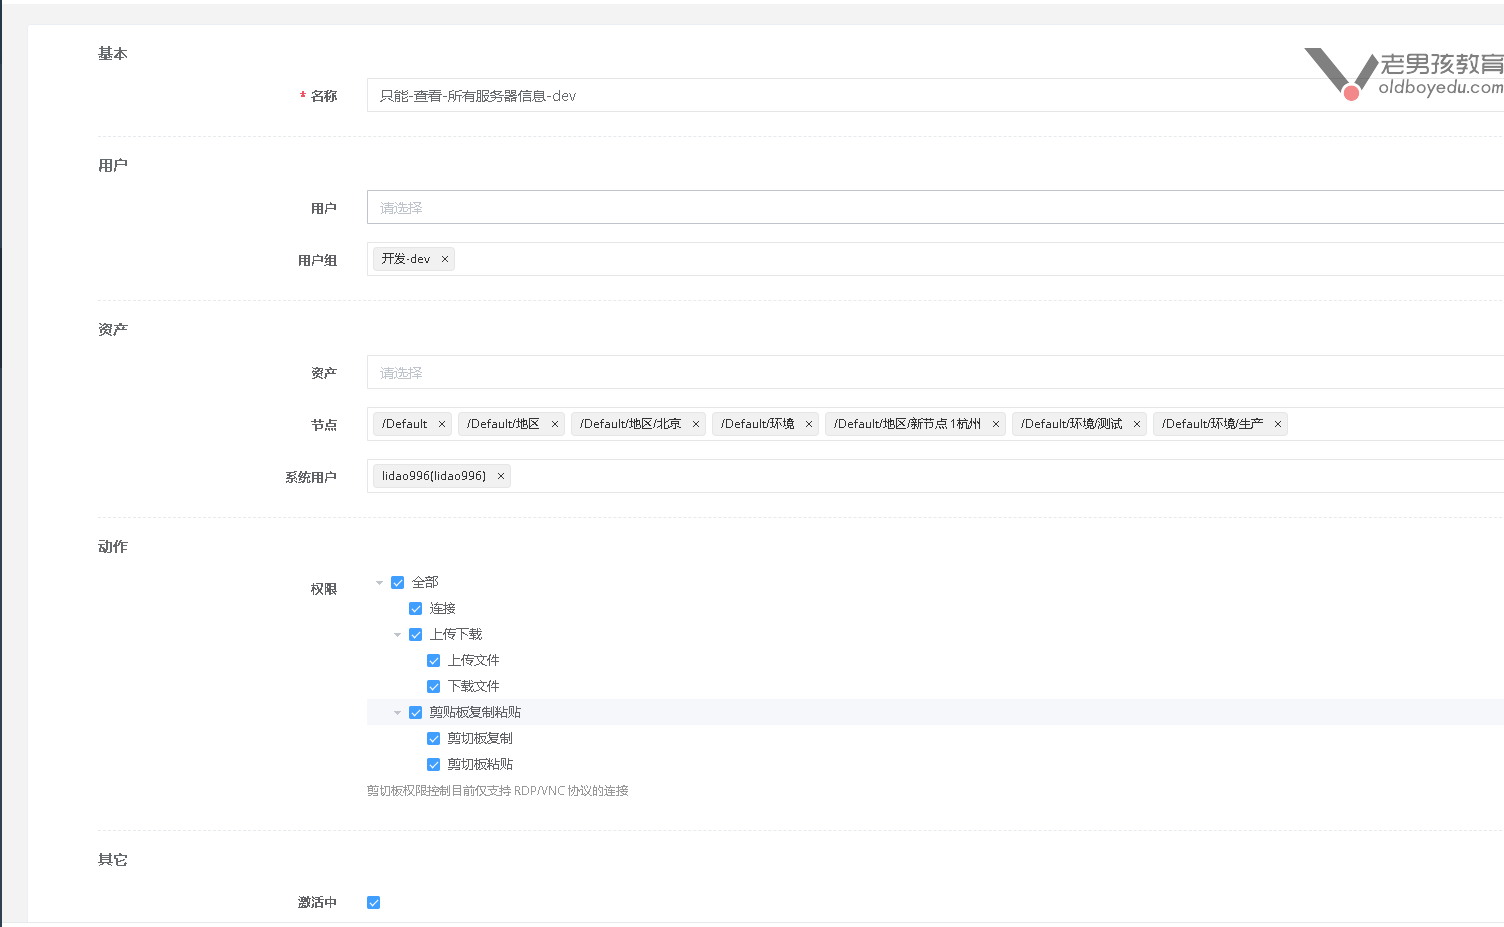 基本
老男孩教育
oldboyedu.com
* 名称 只能-查看-所有服务器信息-dev
用户
用户 请选择
用户组 开发-dev ×
资产
资产 请选择
节点 /Default × /Default/地区 × /Default/地区/北京 × /Default/环境 × /Default/地区/新节点 1杭州 × /Default/环境/测试 × /Default/环境/生产 ×
系统用户 lidao996(lidao996) ×
动作
权限 全部
连接
上传下载
上传文件
下载文件
剪贴板复制粘贴
剪切板复制
剪切板粘贴
剪切板权限控制目前仅支持 RDP/VNC 协议的连接
其它
激活中